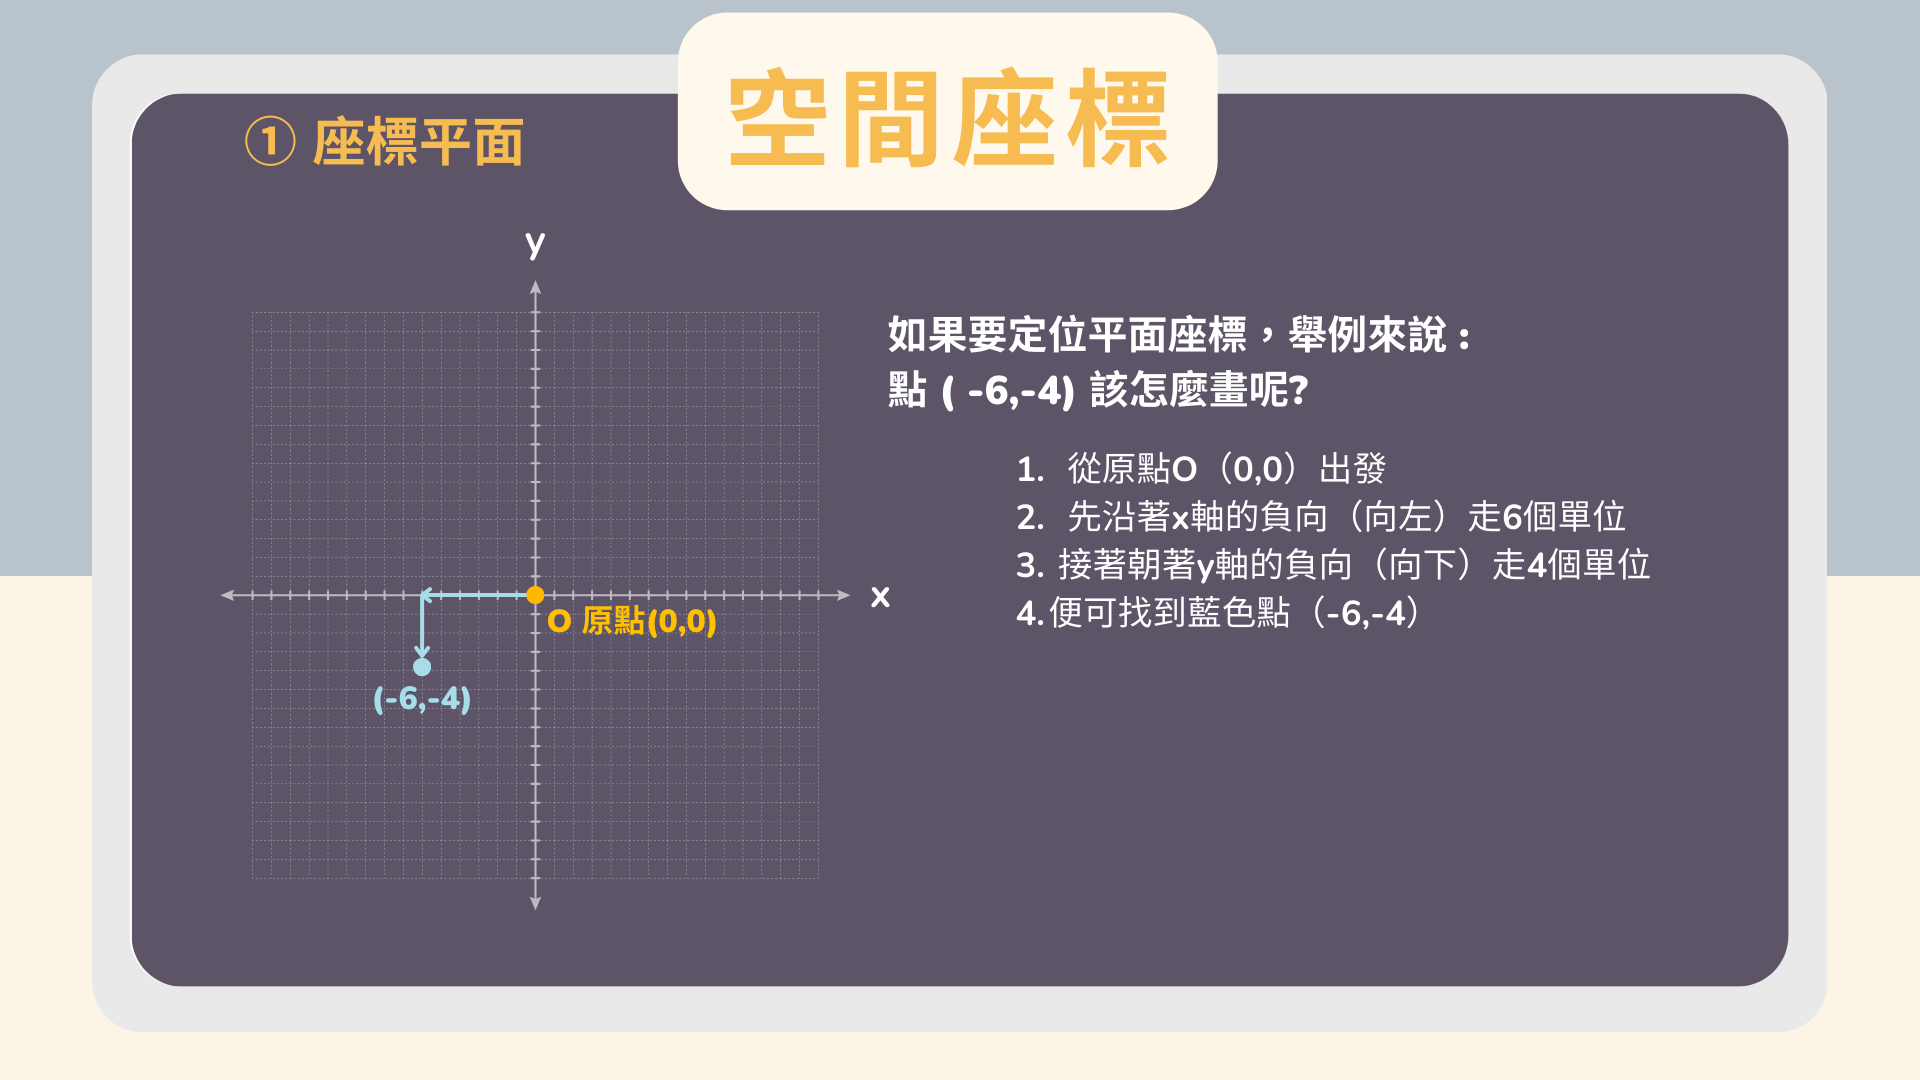 空間座標
① 座標平面
y
如果要定位平面座標，舉例來說：
點 ( -6,-4) 該怎麼畫呢?
1. 從原點O（0,0）出發
2. 先沿著x軸的負向（向左）走6個單位
3. 接著朝著y軸的負向（向下）走4個單位
4. 便可找到藍色點（-6,-4）
x
O 原點(0,0)
(-6,-4)